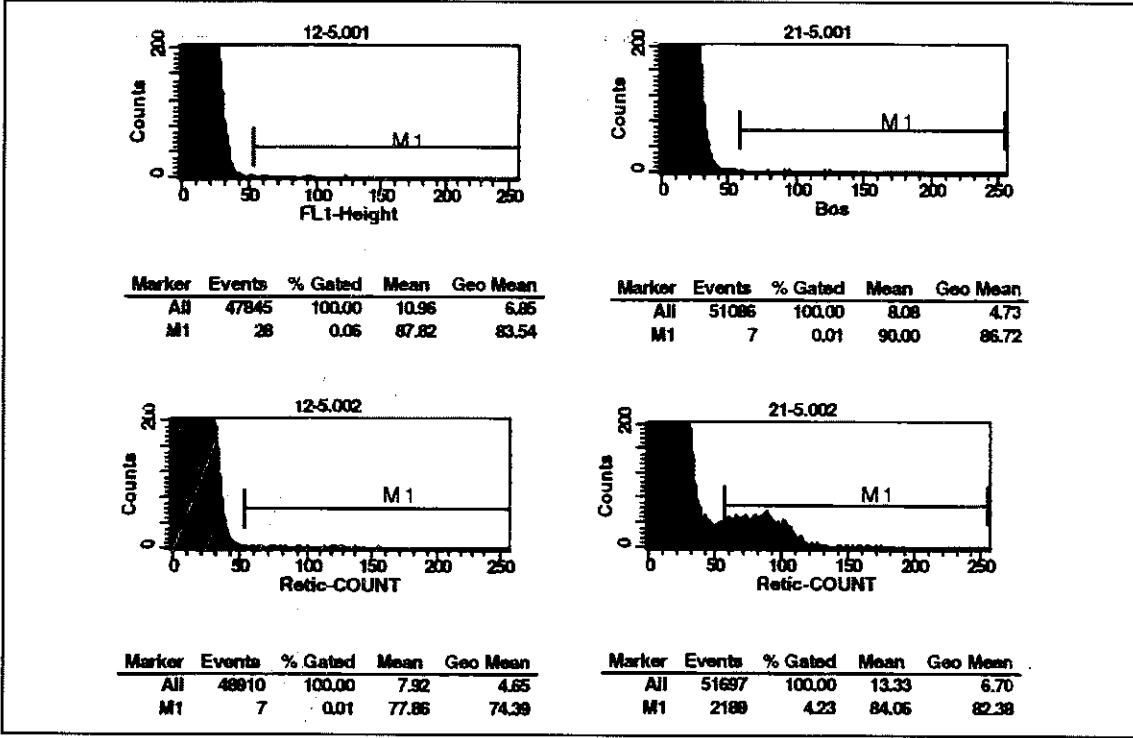 12-5.001
200
Counts
0
M1
0 50 100 150 200 250
FL1-Height
Marker Events % Gated Mean Geo Mean
All 47845 100.00 10.96 6.85
M1 28 0.06 87.82 83.54
21-5.001
200
Counts
0
M1
0 50 100 150 200 250
Bos
Marker Events % Gated Mean Geo Mean
All 51086 100.00 8.08 4.73
M1 7 0.01 90.00 86.72
12-5.002
200
Counts
0
M1
0 50 100 150 200 250
Retic-COUNT
Marker Events % Gated Mean Geo Mean
All 48910 100.00 7.92 4.65
M1 7 0.01 77.86 74.39
21-5.002
200
Counts
0
M1
0 50 100 150 200 250
Retic-COUNT
Marker Events % Gated Mean Geo Mean
All 51697 100.00 13.33 6.70
M1 2189 4.23 84.06 82.38